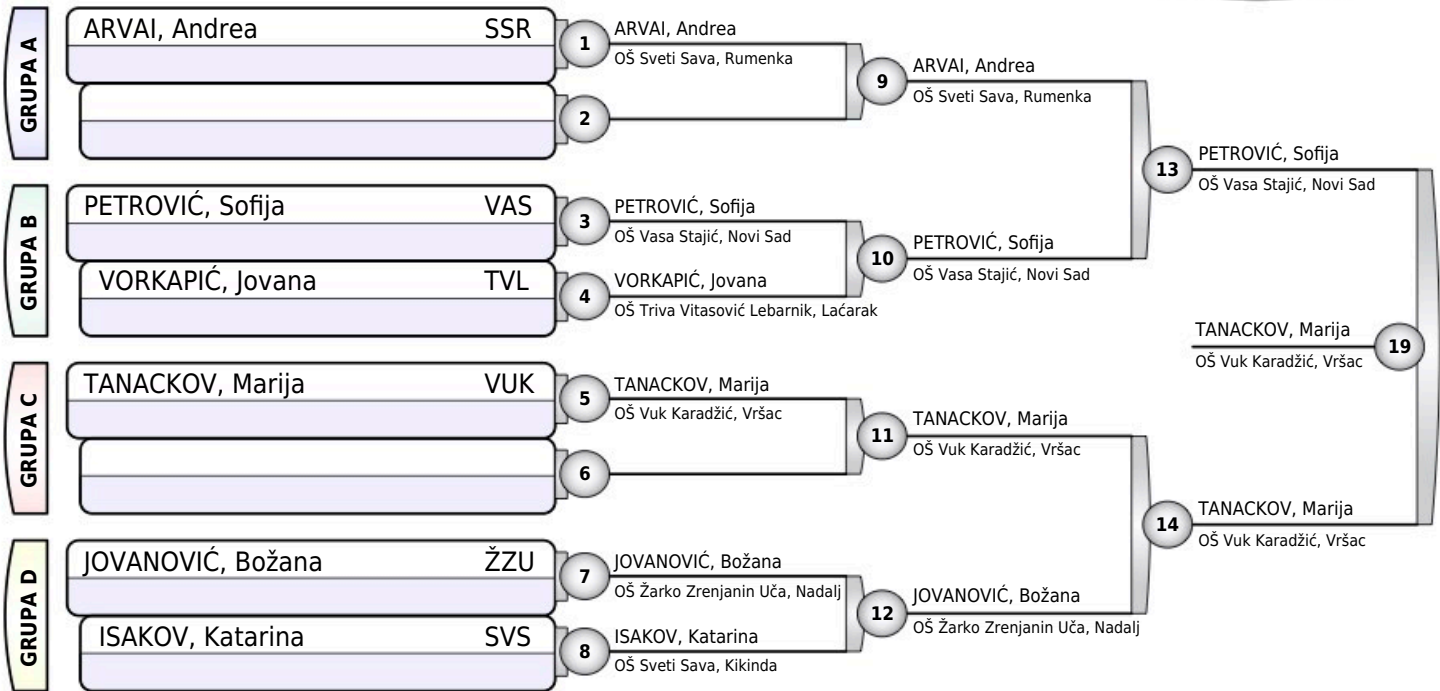 GRUPA A
ARVAI, Andrea SSR
1
2
ARVAI, Andrea
OŠ Sveti Sava, Rumenka
9
ARVAI, Andrea
OŠ Sveti Sava, Rumenka
GRUPA B
PETROVIĆ, Sofija VAS
VORKAPIĆ, Jovana TVL
3
4
PETROVIĆ, Sofija
OŠ Vasa Stajić, Novi Sad
VORKAPIĆ, Jovana
OŠ Triva Vitasović Lebarnik, Laćarak
10
PETROVIĆ, Sofija
OŠ Vasa Stajić, Novi Sad
13
PETROVIĆ, Sofija
OŠ Vasa Stajić, Novi Sad
GRUPA C
TANACKOV, Marija VUK
5
6
TANACKOV, Marija
OŠ Vuk Karadžić, Vršac
11
TANACKOV, Marija
OŠ Vuk Karadžić, Vršac
GRUPA D
JOVANOVIĆ, Božana ŽZU
ISAKOV, Katarina SVS
7
8
JOVANOVIĆ, Božana
OŠ Žarko Zrenjanin Uča, Nadalj
ISAKOV, Katarina
OŠ Sveti Sava, Kikinda
12
JOVANOVIĆ, Božana
OŠ Žarko Zrenjanin Uča, Nadalj
14
TANACKOV, Marija
OŠ Vuk Karadžić, Vršac
TANACKOV, Marija
OŠ Vuk Karadžić, Vršac
19